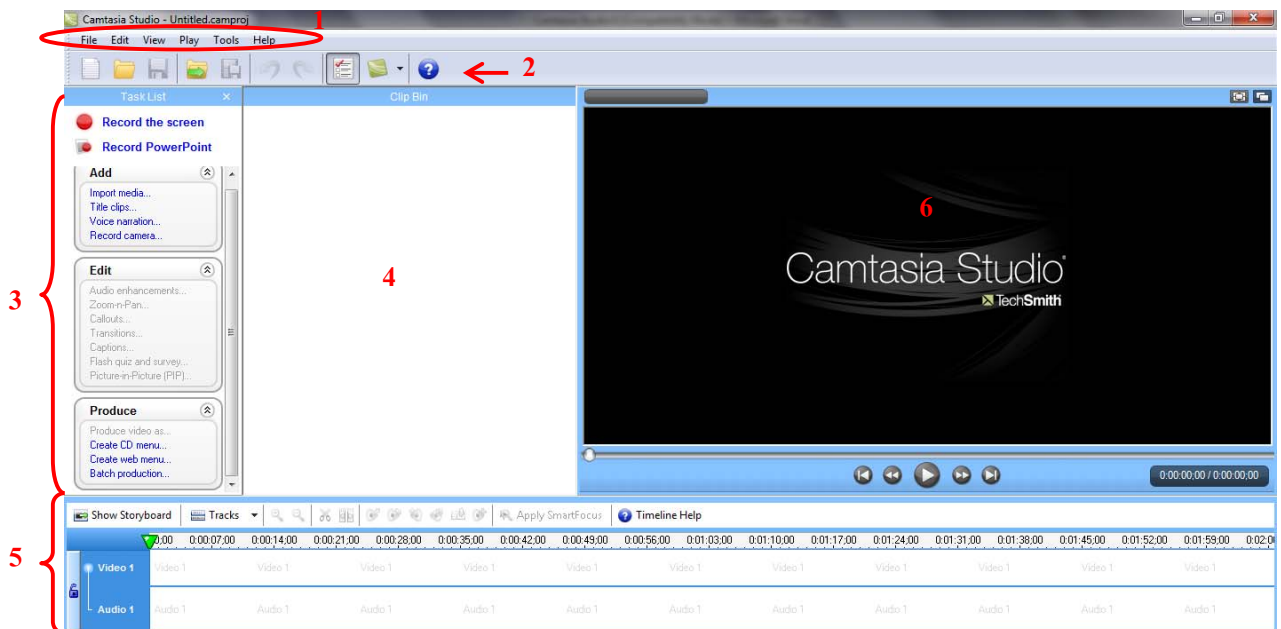 Camtasia Studio - Untitled.camproj
1
File Edit View Play Tools Help
2
Task List
Clip Bin
Record the screen
Record PowerPoint
Add
Import media...
Title clips...
Voice narration...
Record camera...
Edit
Audio enhancements...
Zoom-n-Pan...
Callouts...
Transitions...
Captions...
Flash quiz and survey...
Picture-in-Picture (PIP)...
Produce
Produce video as...
Create CD menu...
Create web menu...
Batch production...
3
4
6
Camtasia Studio
TechSmith
0:00:00;00 / 0:00:00;00
5
Show Storyboard Tracks Apply SmartFocus Timeline Help
0:00:07;00 0:00:14;00 0:00:21;00 0:00:28;00 0:00:35;00 0:00:42;00 0:00:49;00 0:00:56;00 0:01:03;00 0:01:10;00 0:01:17;00 0:01:24;00 0:01:31;00 0:01:38;00 0:01:45;00 0:01:52;00 0:01:59;00
Video 1 Video 1 Video 1 Video 1 Video 1 Video 1 Video 1 Video 1 Video 1 Video 1 Video 1 Video 1
Audio 1 Audio 1 Audio 1 Audio 1 Audio 1 Audio 1 Audio 1 Audio 1 Audio 1 Audio 1 Audio 1 Audio 1